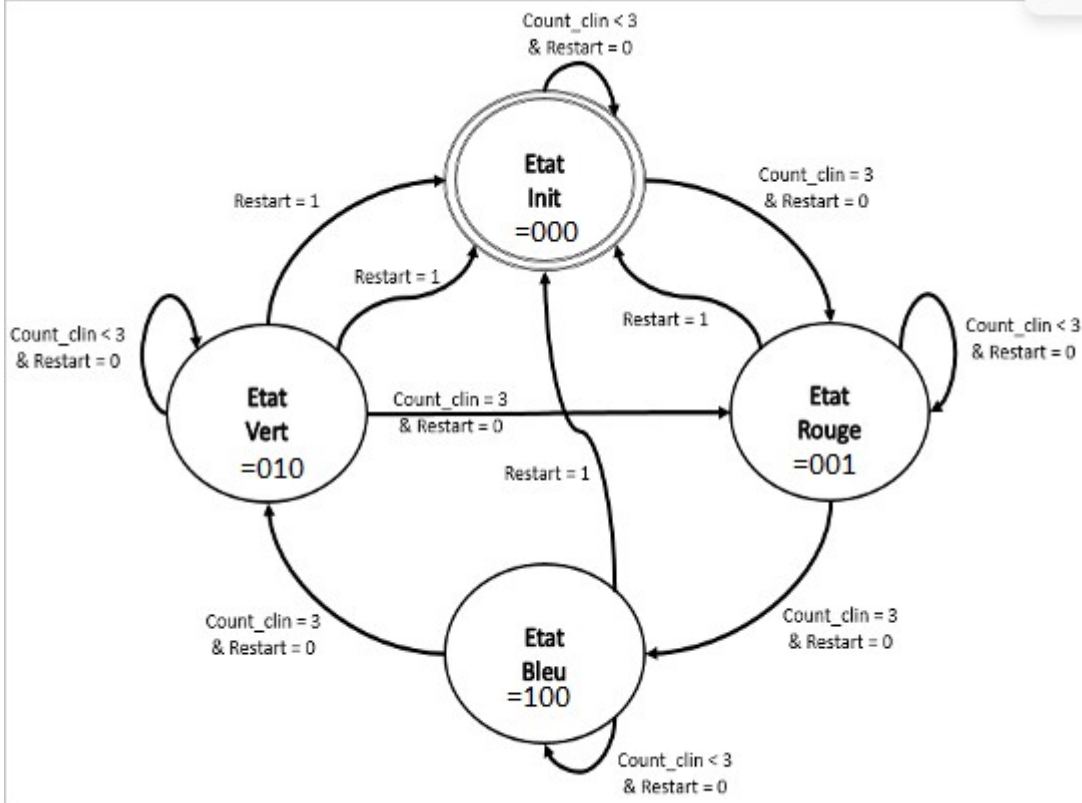 Count_clin < 3
& Restart = 0
Etat
Init
=000
Count_clin = 3
& Restart = 0
Restart = 1
Restart = 1
Restart = 1
Count_clin < 3
& Restart = 0
Count_clin < 3
& Restart = 0
Etat
Vert
=010
Count_clin = 3
& Restart = 0
Etat
Rouge
=001
Restart = 1
Count_clin = 3
& Restart = 0
Etat
Bleu
=100
Count_clin = 3
& Restart = 0
Count_clin < 3
& Restart = 0